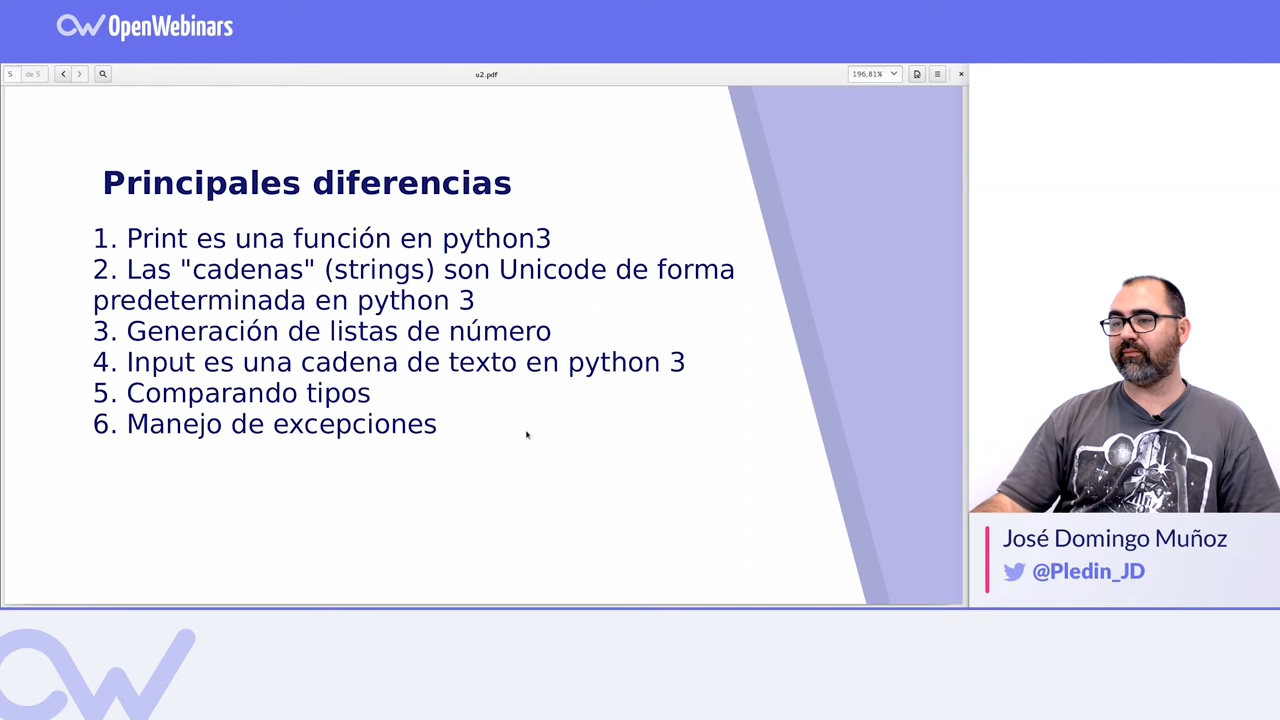 OpenWebinars
5 de 5
u2.pdf
196,81%
Principales diferencias
1. Print es una función en python3
2. Las "cadenas" (strings) son Unicode de forma
predeterminada en python 3
3. Generación de listas de número
4. Input es una cadena de texto en python 3
5. Comparando tipos
6. Manejo de excepciones
José Domingo Muñoz
@Pledin_JD